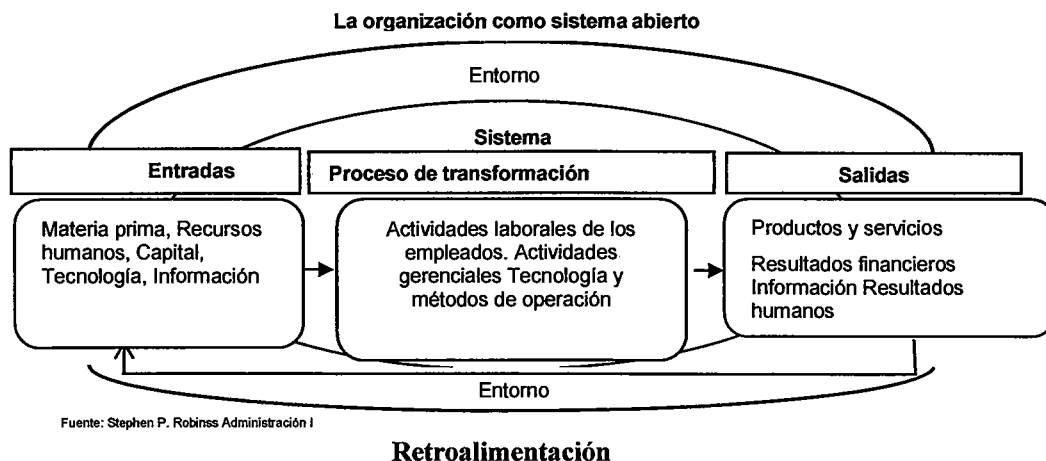 La organización como sistema abierto
Entorno
Sistema
Entradas
Proceso de transformación
Salidas
Materia prima, Recursos
humanos, Capital,
Tecnología, Información
Actividades laborales de los
empleados. Actividades
gerenciales Tecnología y
métodos de operación
Productos y servicios
Resultados financieros
Información Resultados
humanos
Entorno
Fuente: Stephen P. Robinss Administración I
Retroalimentación